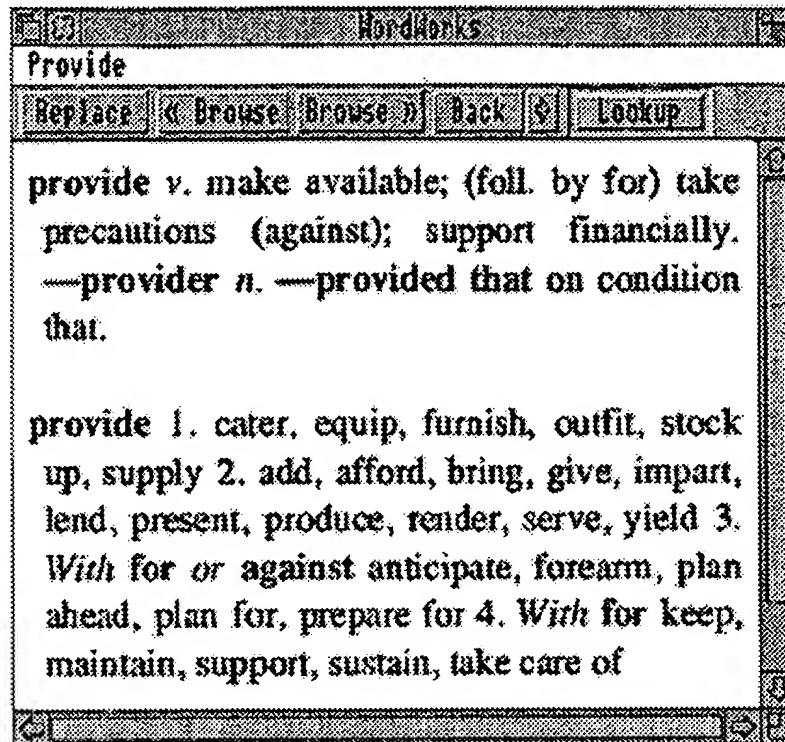 WordWorks
Provide
Replace « Browse Browse » Back Lookup
provide v. make available; (foll. by for) take
precautions (against); support financially.
—provider n. —provided that on condition
that.
provide 1. cater, equip, furnish, outfit, stock
up, supply 2. add, afford, bring, give, impart,
lend, present, produce, render, serve, yield 3.
With for or against anticipate, forearm, plan
ahead, plan for, prepare for 4. With for keep,
maintain, support, sustain, take care of